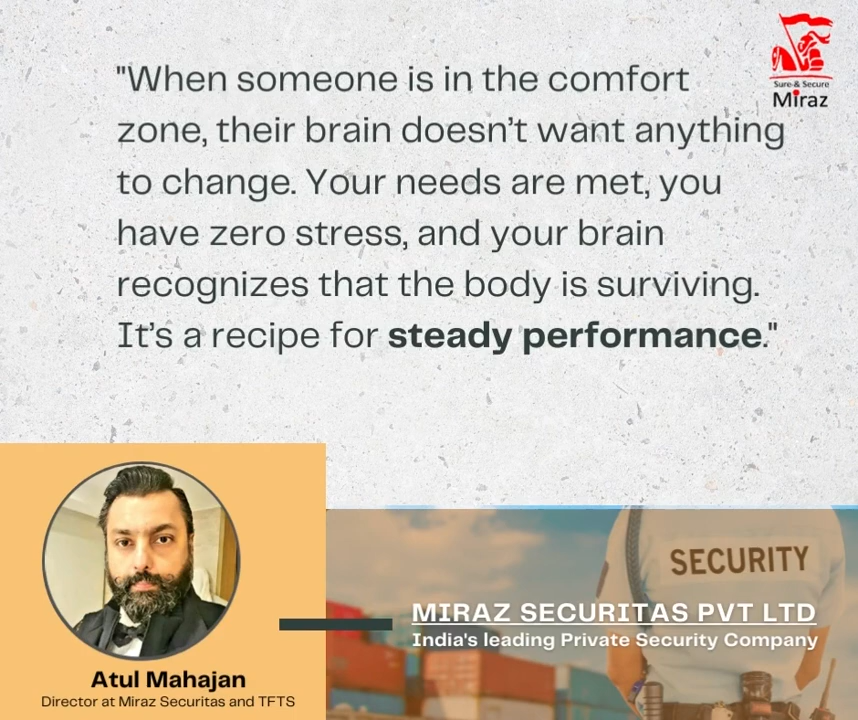 Sure & Secure
Miraz
"When someone is in the comfort
zone, their brain doesn't want anything
to change. Your needs are met, you
have zero stress, and your brain
recognizes that the body is surviving.
It's a recipe for steady performance."
SECURITY
MIRAZ SECURITAS PVT LTD
India's leading Private Security Company
Atul Mahajan
Director at Miraz Securitas and TFTS